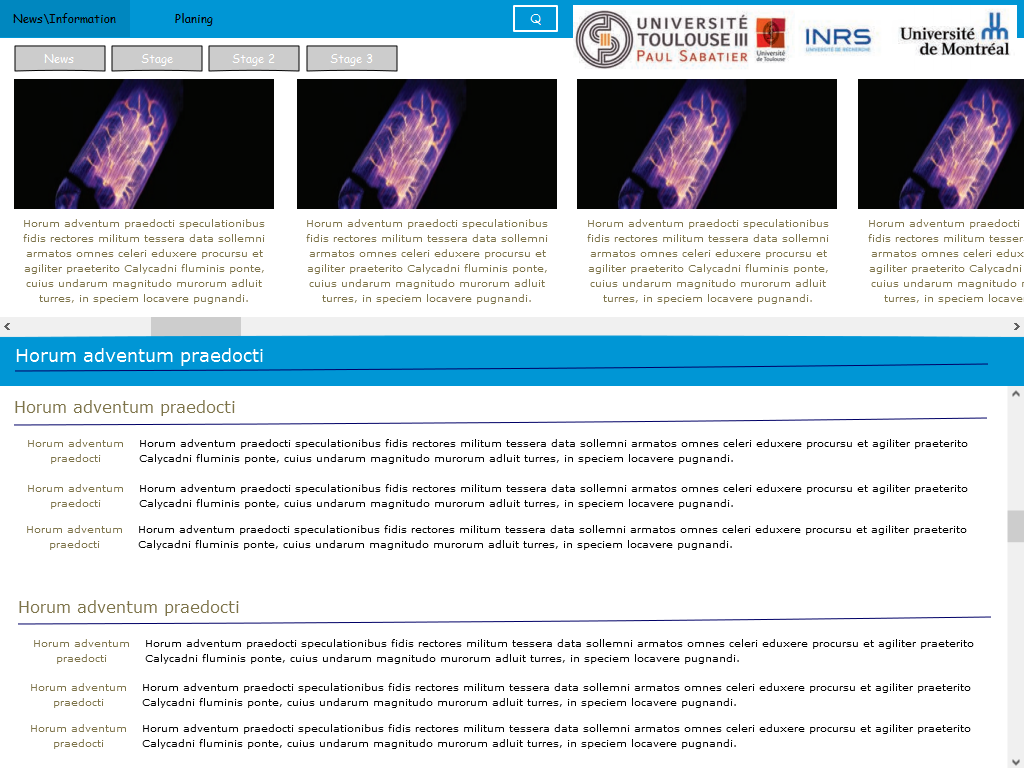 News\Information
Planing
Q
UNIVERSITÉ
TOULOUSE III
PAUL SABATIER
Université
de Toulouse
INRS
UNIVERSITÉ DE RECHERCHE
Université
de Montréal
News
Stage
Stage 2
Stage 3
Horum adventum praedocti speculationibus
fidis rectores militum tessera data sollemni
armatos omnes celeri eduxere procursu et
agiliter praeterito Calycadni fluminis ponte,
cuius undarum magnitudo murorum adluit
turres, in speciem locavere pugnandi.
Horum adventum praedocti speculationibus
fidis rectores militum tessera data sollemni
armatos omnes celeri eduxere procursu et
agiliter praeterito Calycadni fluminis ponte,
cuius undarum magnitudo murorum adluit
turres, in speciem locavere pugnandi.
Horum adventum praedocti speculationibus
fidis rectores militum tessera data sollemni
armatos omnes celeri eduxere procursu et
agiliter praeterito Calycadni fluminis ponte,
cuius undarum magnitudo murorum adluit
turres, in speciem locavere pugnandi.
Horum adventum praedocti
fidis rectores militum tesser
armatos omnes celeri edux
agiliter praeterito Calycadni
cuius undarum magnitudo
turres, in speciem locave
Horum adventum praedocti
Horum adventum praedocti
Horum adventum
praedocti
Horum adventum praedocti speculationibus fidis rectores militum tessera data sollemni armatos omnes celeri eduxere procursu et agiliter praeterito
Calycadni fluminis ponte, cuius undarum magnitudo murorum adluit turres, in speciem locavere pugnandi.
Horum adventum
praedocti
Horum adventum praedocti speculationibus fidis rectores militum tessera data sollemni armatos omnes celeri eduxere procursu et agiliter praeterito
Calycadni fluminis ponte, cuius undarum magnitudo murorum adluit turres, in speciem locavere pugnandi.
Horum adventum
praedocti
Horum adventum praedocti speculationibus fidis rectores militum tessera data sollemni armatos omnes celeri eduxere procursu et agiliter praeterito
Calycadni fluminis ponte, cuius undarum magnitudo murorum adluit turres, in speciem locavere pugnandi.
Horum adventum praedocti
Horum adventum
praedocti
Horum adventum praedocti speculationibus fidis rectores militum tessera data sollemni armatos omnes celeri eduxere procursu et agiliter praeterito
Calycadni fluminis ponte, cuius undarum magnitudo murorum adluit turres, in speciem locavere pugnandi.
Horum adventum
praedocti
Horum adventum praedocti speculationibus fidis rectores militum tessera data sollemni armatos omnes celeri eduxere procursu et agiliter praeterito
Calycadni fluminis ponte, cuius undarum magnitudo murorum adluit turres, in speciem locavere pugnandi.
Horum adventum
praedocti
Horum adventum praedocti speculationibus fidis rectores militum tessera data sollemni armatos omnes celeri eduxere procursu et agiliter praeterito
Calycadni fluminis ponte, cuius undarum magnitudo murorum adluit turres, in speciem locavere pugnandi.